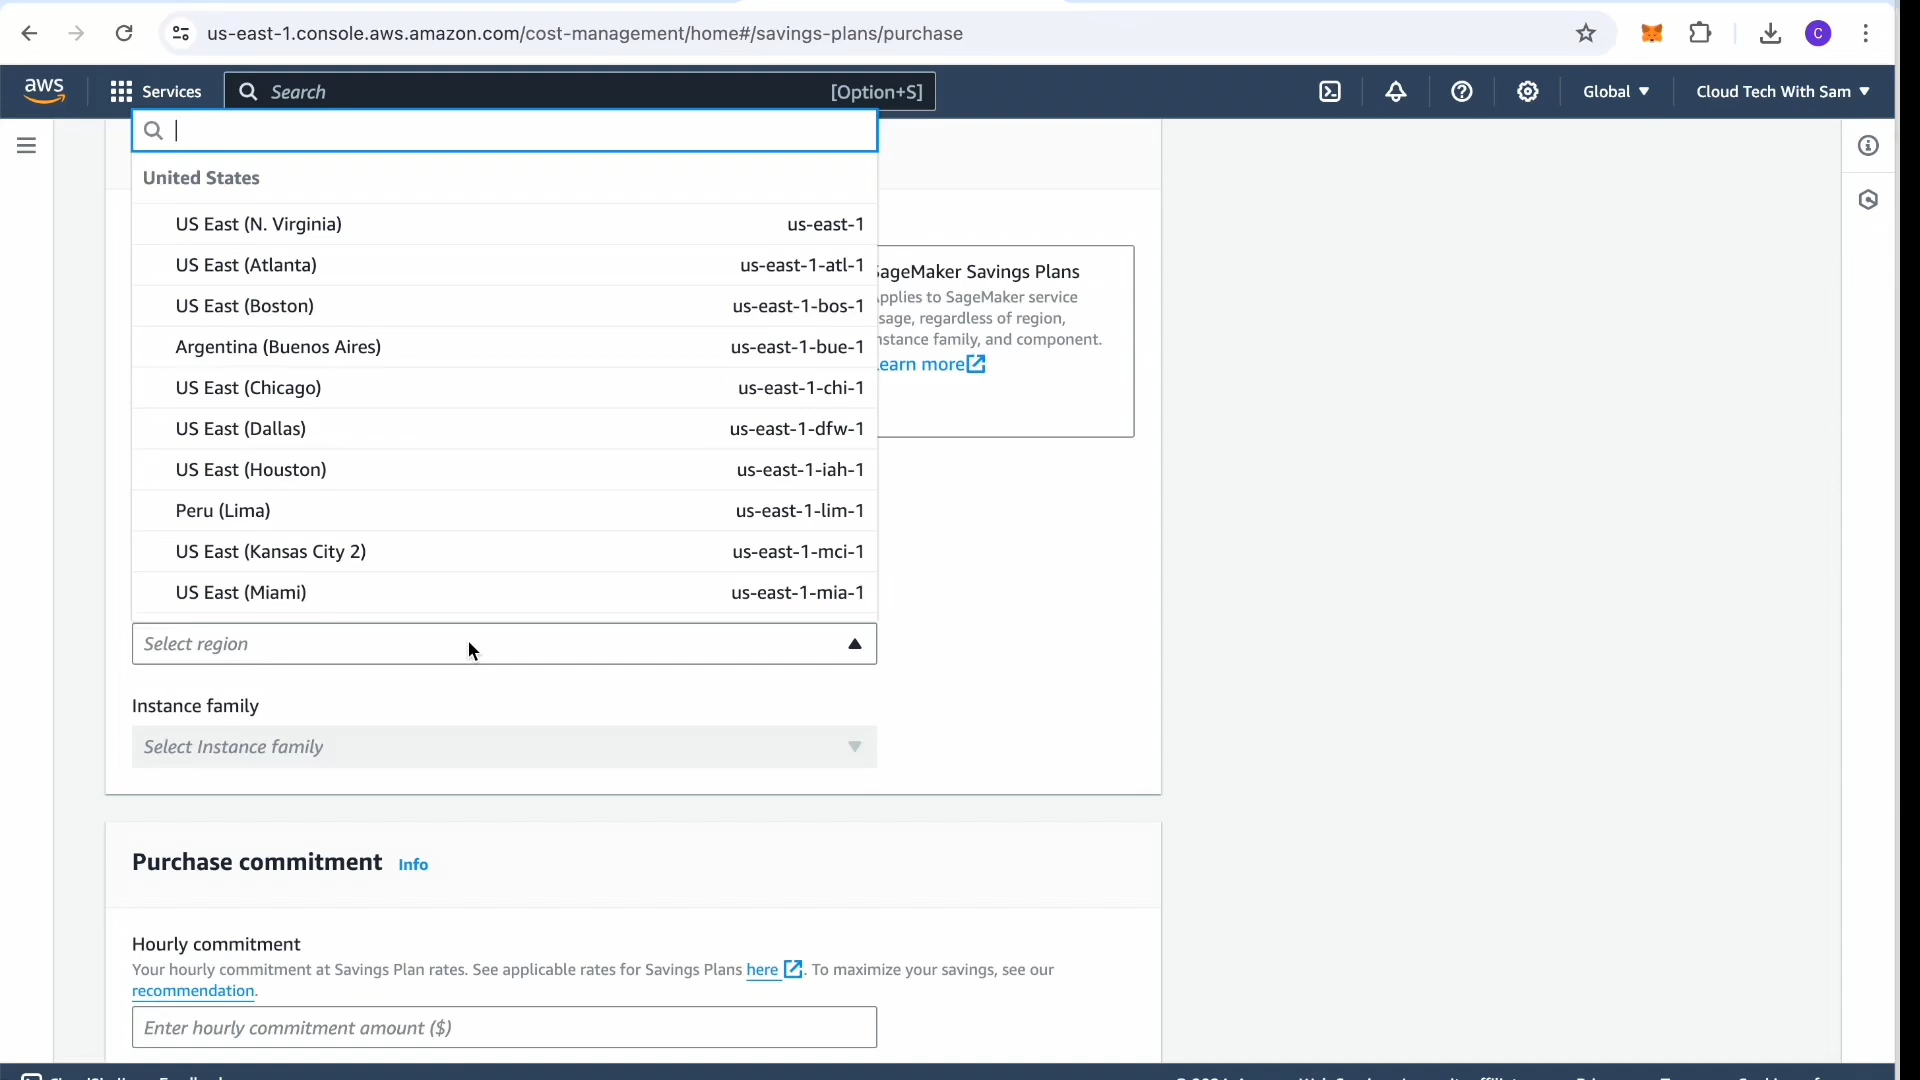 us-east-1.console.aws.amazon.com/cost-management/home#/savings-plans/purchase
C
aws
Services
Search
[Option+S]
Global
Cloud Tech With Sam
United States
US East (N. Virginia) us-east-1
US East (Atlanta) us-east-1-atl-1
US East (Boston) us-east-1-bos-1
Argentina (Buenos Aires) us-east-1-bue-1
US East (Chicago) us-east-1-chi-1
US East (Dallas) us-east-1-dfw-1
US East (Houston) us-east-1-iah-1
Peru (Lima) us-east-1-lim-1
US East (Kansas City 2) us-east-1-mci-1
US East (Miami) us-east-1-mia-1
SageMaker Savings Plans
applies to SageMaker service
sage, regardless of region,
nstance family, and component.
earn more
Select region
Instance family
Select Instance family
Purchase commitment Info
Hourly commitment
Your hourly commitment at Savings Plan rates. See applicable rates for Savings Plans here . To maximize your savings, see our
recommendation.
Enter hourly commitment amount ($)